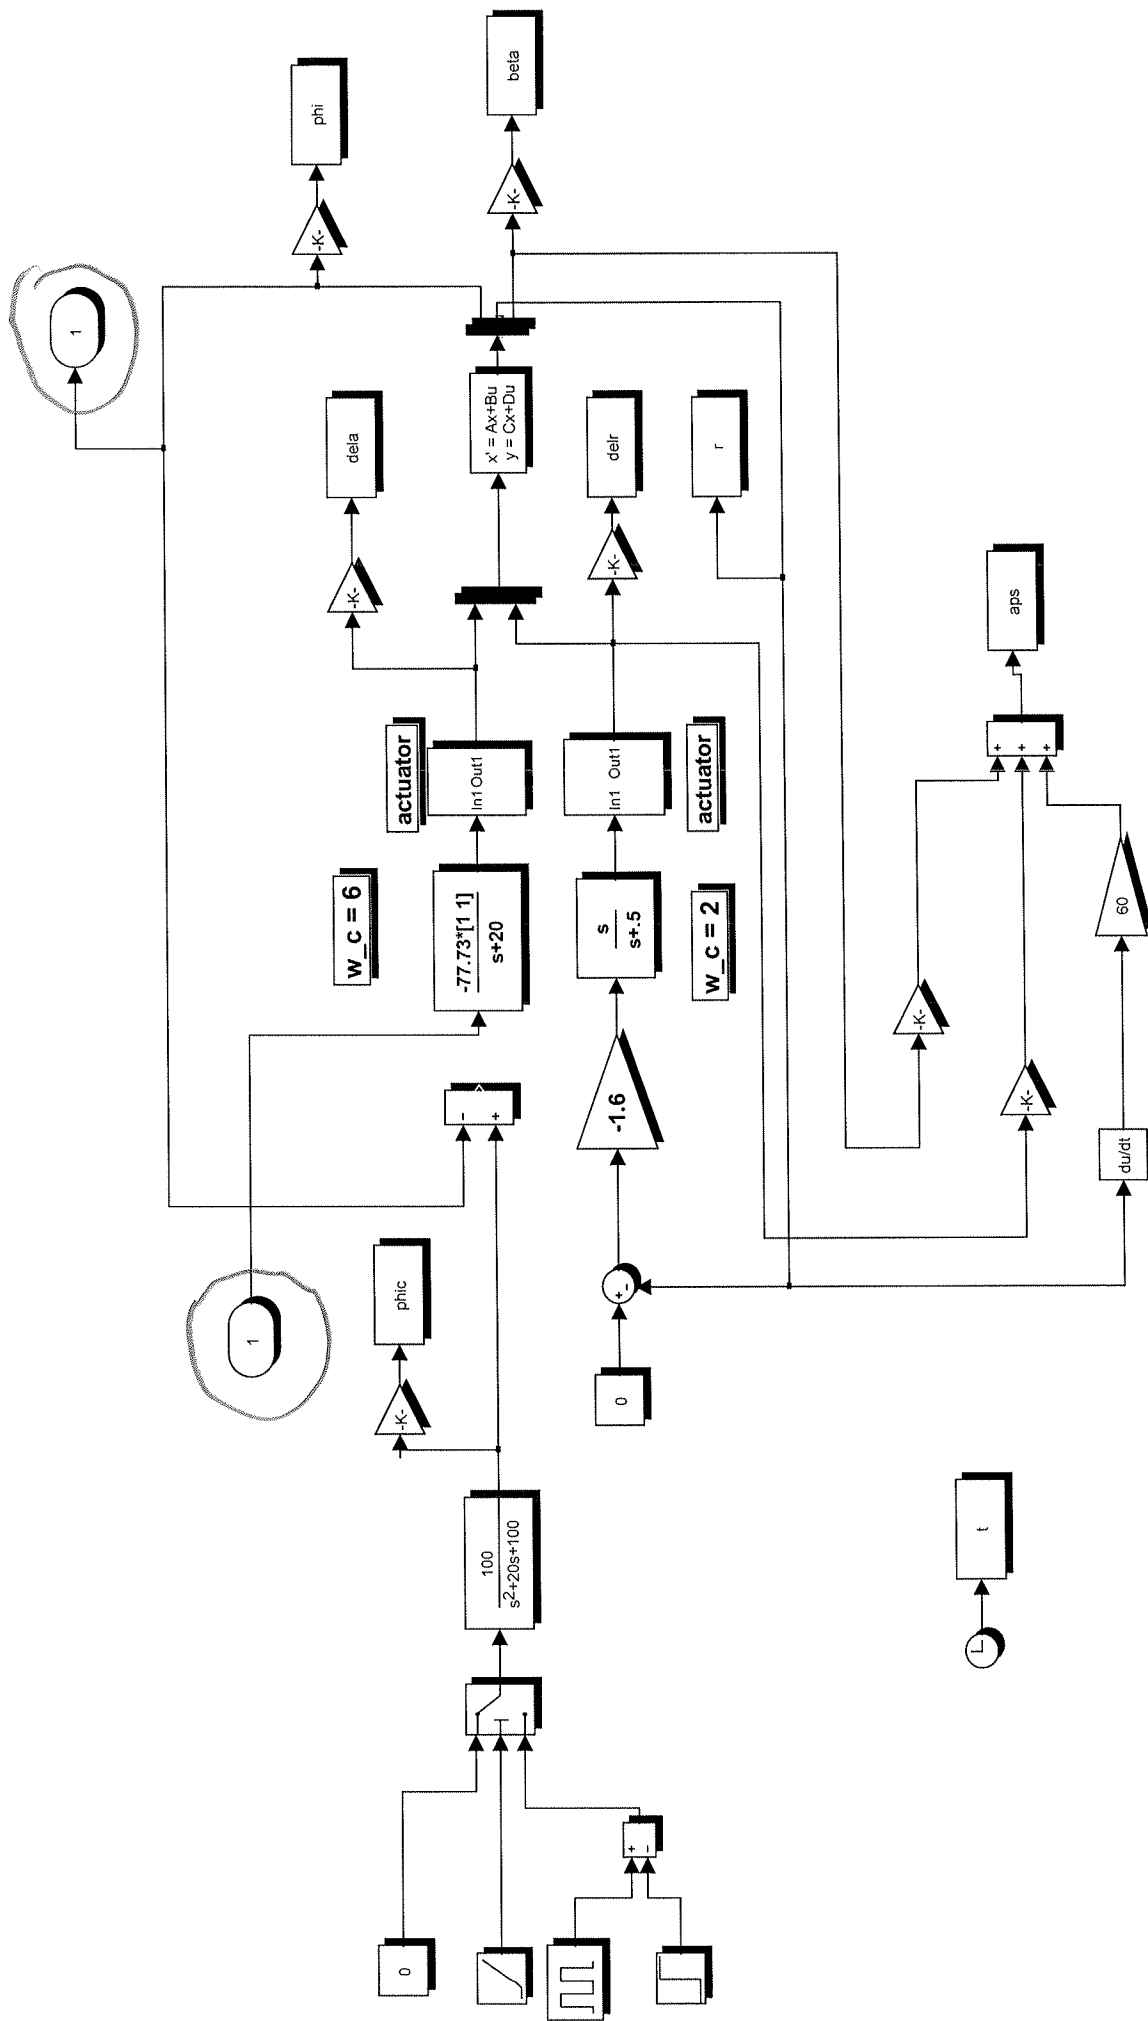 1
phi
-K-
beta
-K-
dela
-K-
x' = Ax+Bu
y = Cx+Du
delr
-K-
r
actuator
In1 Out1
w_c = 6
-77.73*[1 1]
s+20
In1 Out1
actuator
s
s+.5
w_c = 2
-1.6
-
+
1
phic
-K-
+
-
0
100
s2+20s+100
0
+
-
t
aps
+
+
+
60
-K-
-K-
du/dt